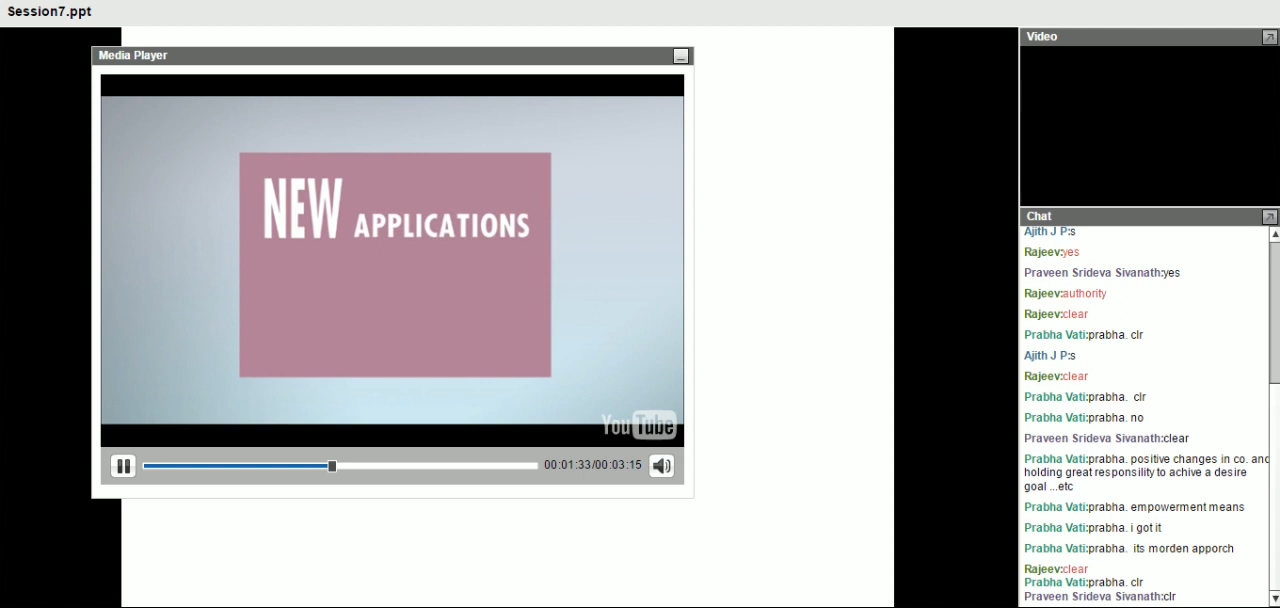 Session7.ppt
Media Player
NEW APPLICATIONS
YouTube
00:01:33/00:03:15
Video
Chat
Ajith J P:s
Rajeev:yes
Praveen Srideva Sivanath:yes
Rajeev:authority
Rajeev:clear
Prabha Vati:prabha. clr
Ajith J P:s
Rajeev:clear
Prabha Vati:prabha. clr
Prabha Vati:prabha. no
Praveen Srideva Sivanath:clear
Prabha Vati:prabha. positive changes in co. and
holding great responsility to achive a desire
goal ...etc
Prabha Vati:prabha. empowerment means
Prabha Vati:prabha. i got it
Prabha Vati:prabha. its morden apporch
Rajeev:clear
Prabha Vati:prabha. clr
Praveen Srideva Sivanath:clr